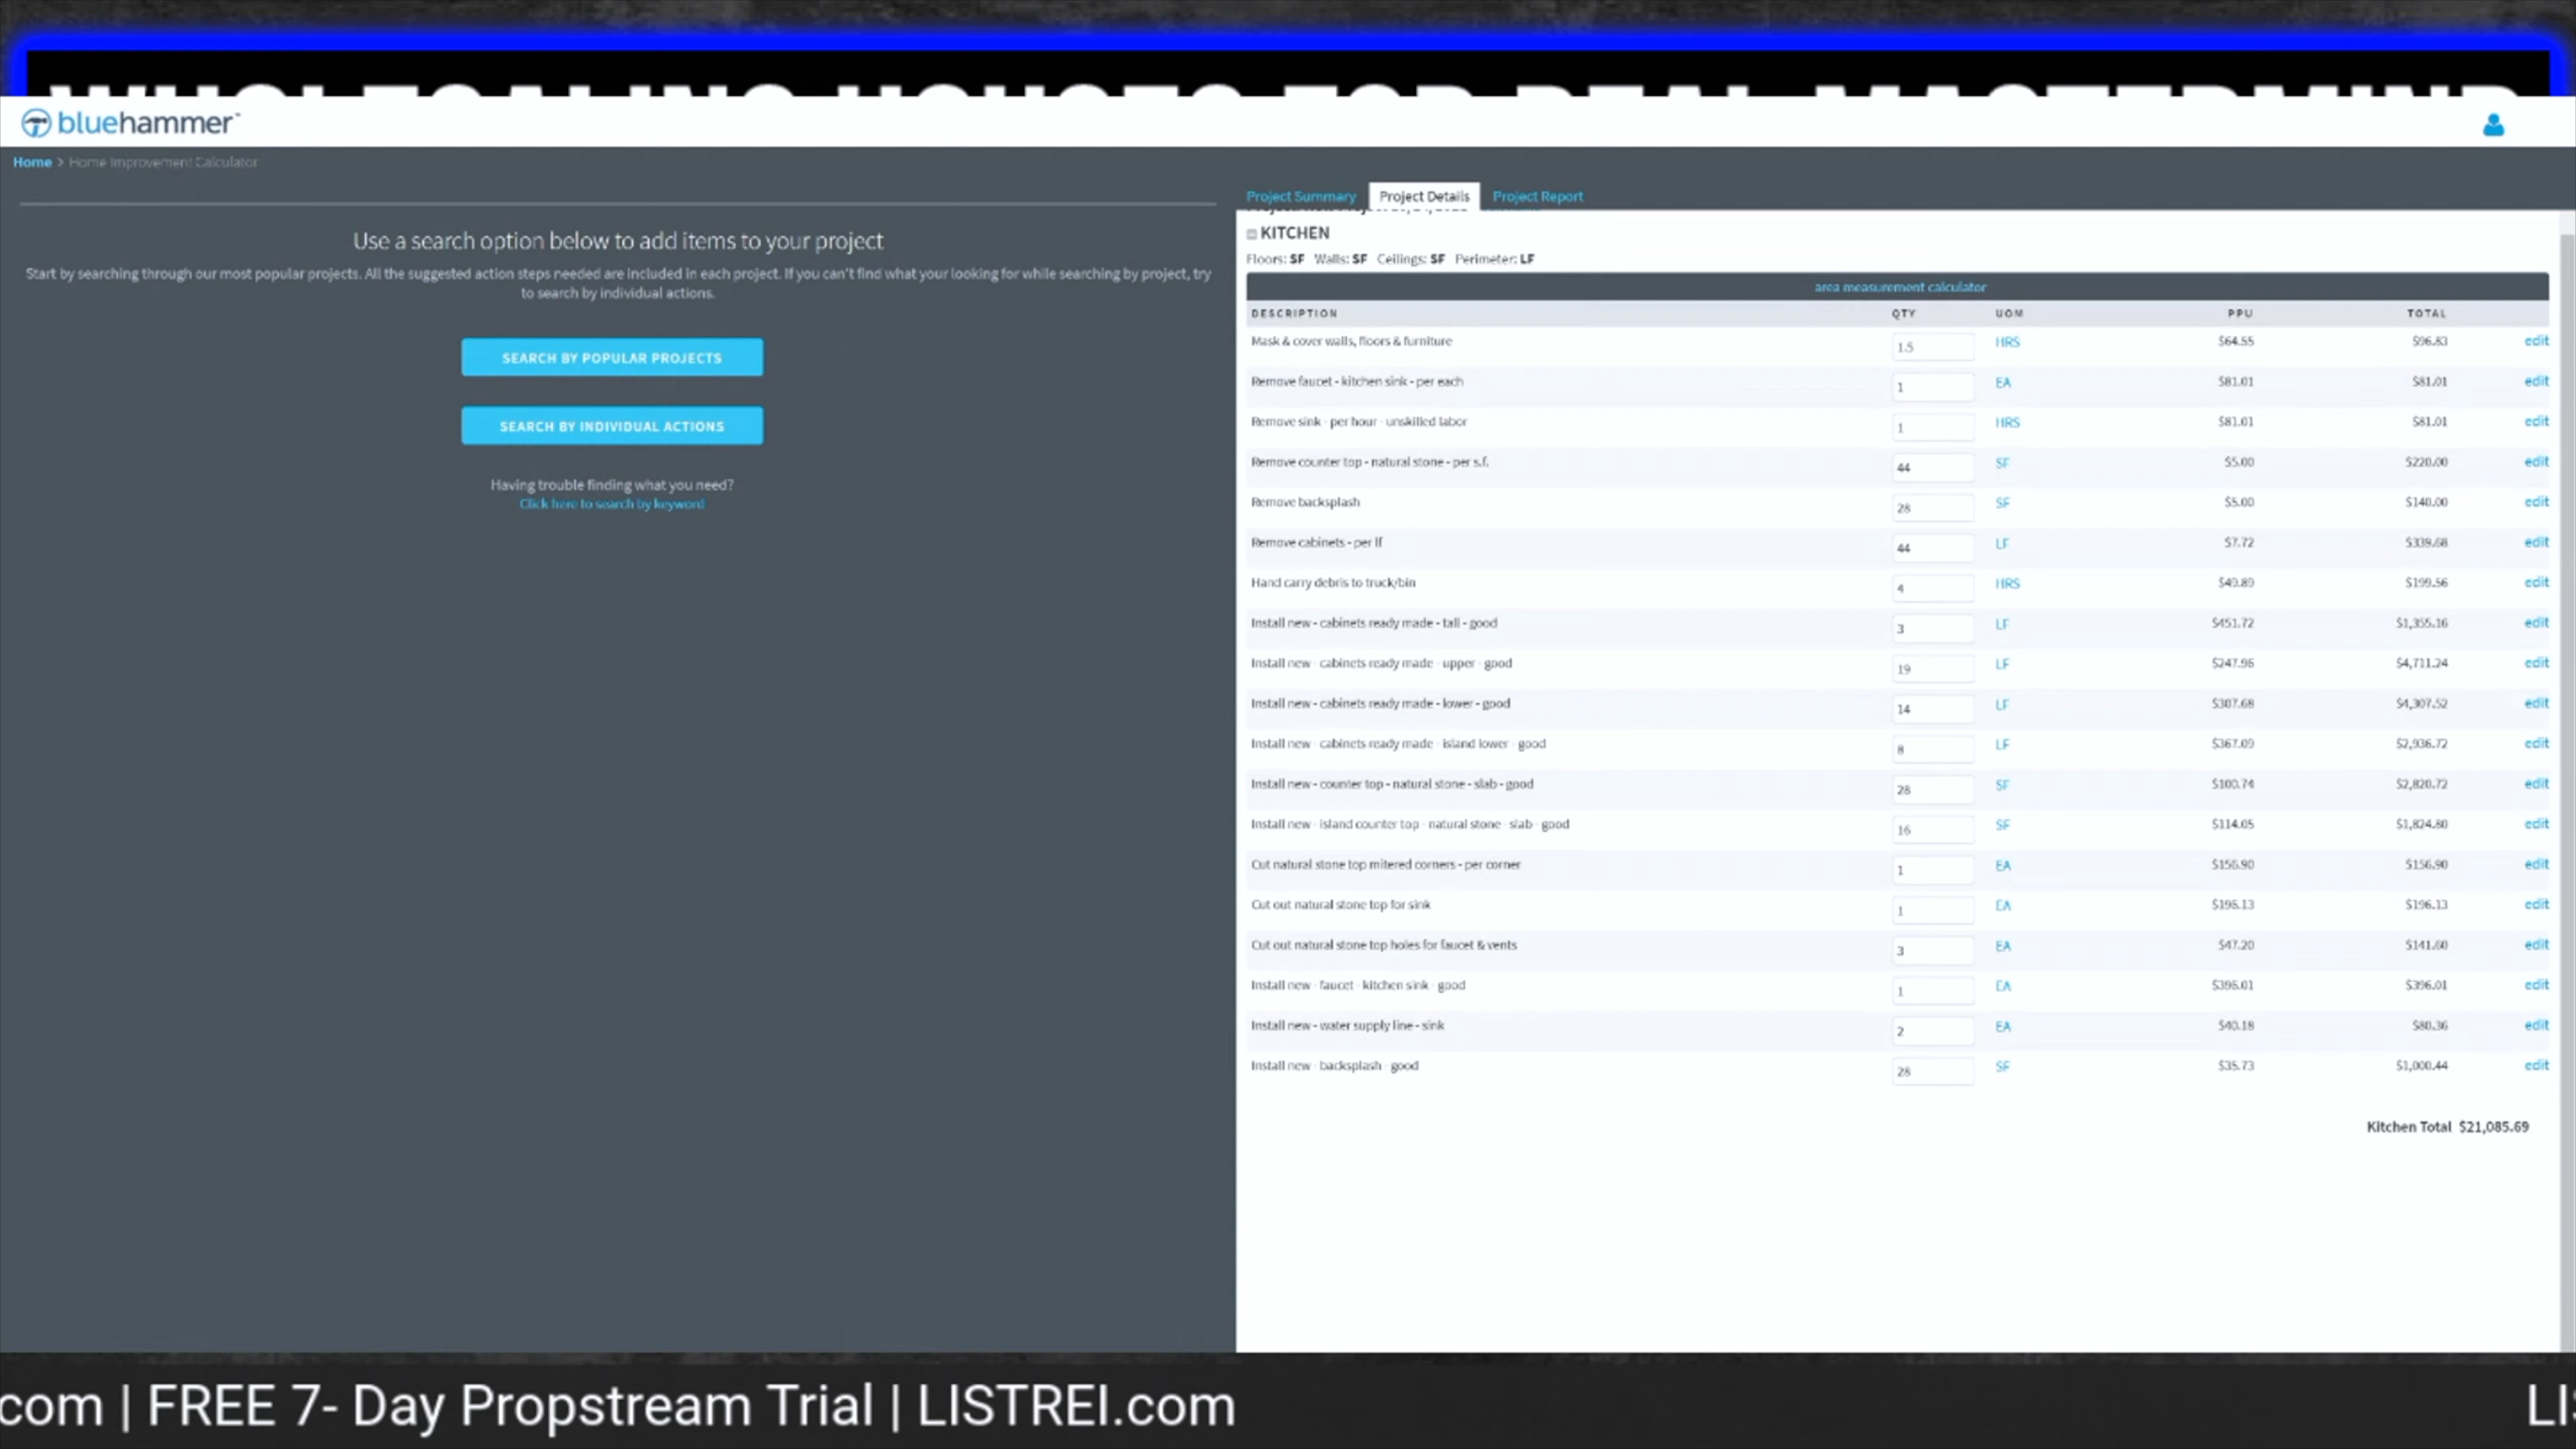 bluehammer™
Home > Home Improvement Calculator
Project Summary Project Details Project Report
Use a search option below to add items to your project
Start by searching through our most popular projects. All the suggested action steps needed are included in each project. If you can't find what your looking for while searching by project, try
to search by individual actions.
SEARCH BY POPULAR PROJECTS
SEARCH BY INDIVIDUAL ACTIONS
Having trouble finding what you need?
Click here to search by keyword
KITCHEN
Floors: SF Walls: SF Ceilings: SF Perimeter: LF
area measurement calculator
DESCRIPTION QTY UOM PPU TOTAL
Mask & cover walls, floors & furniture 1.5 HRS $64.55 $96.83 edit
Remove faucet - kitchen sink - per each 1 EA $81.01 $81.01 edit
Remove sink - per hour - unskilled labor 1 HRS $81.01 $81.01 edit
Remove counter top - natural stone - per s.f. 44 SF $5.00 $220.00 edit
Remove backsplash 28 SF $5.00 $140.00 edit
Remove cabinets - per lf 44 LF $7.72 $339.68 edit
Hand carry debris to truck/bin 4 HRS $49.89 $199.56 edit
Install new - cabinets ready made - tall - good 3 LF $451.72 $1,355.16 edit
Install new - cabinets ready made - upper - good 19 LF $247.96 $4,711.24 edit
Install new - cabinets ready made - lower - good 14 LF $307.68 $4,307.52 edit
Install new - cabinets ready made - island lower - good 8 LF $367.09 $2,936.72 edit
Install new - counter top - natural stone - slab - good 28 SF $100.74 $2,820.72 edit
Install new - island counter top - natural stone - slab - good 16 SF $114.05 $1,824.80 edit
Cut natural stone top mitered corners - per corner 1 EA $156.90 $156.90 edit
Cut out natural stone top for sink 1 EA $196.13 $196.13 edit
Cut out natural stone top holes for faucet & vents 3 EA $47.20 $141.60 edit
Install new - faucet - kitchen sink - good 1 EA $396.01 $396.01 edit
Install new - water supply line - sink 2 EA $40.18 $80.36 edit
Install new - backsplash - good 28 SF $35.73 $1,000.44 edit
Kitchen Total $21,085.69
com | FREE 7- Day Propstream Trial | LISTREI.com LI